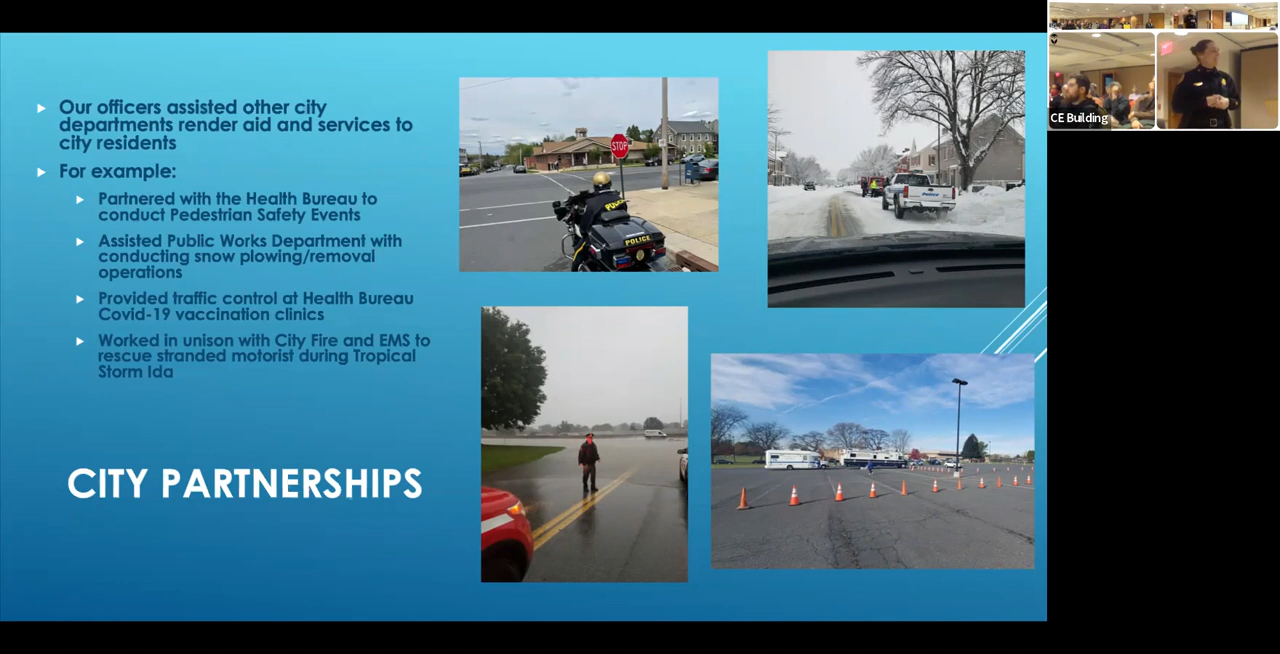 Our officers assisted other city
departments render aid and services to
city residents
For example:
Partnered with the Health Bureau to
conduct Pedestrian Safety Events
Assisted Public Works Department with
conducting snow plowing/removal
operations
Provided traffic control at Health Bureau
Covid-19 vaccination clinics
Worked in unison with City Fire and EMS to
rescue stranded motorist during Tropical
Storm Ida
CITY PARTNERSHIPS
STOP
POLICE
POLICE
Police
CE Building